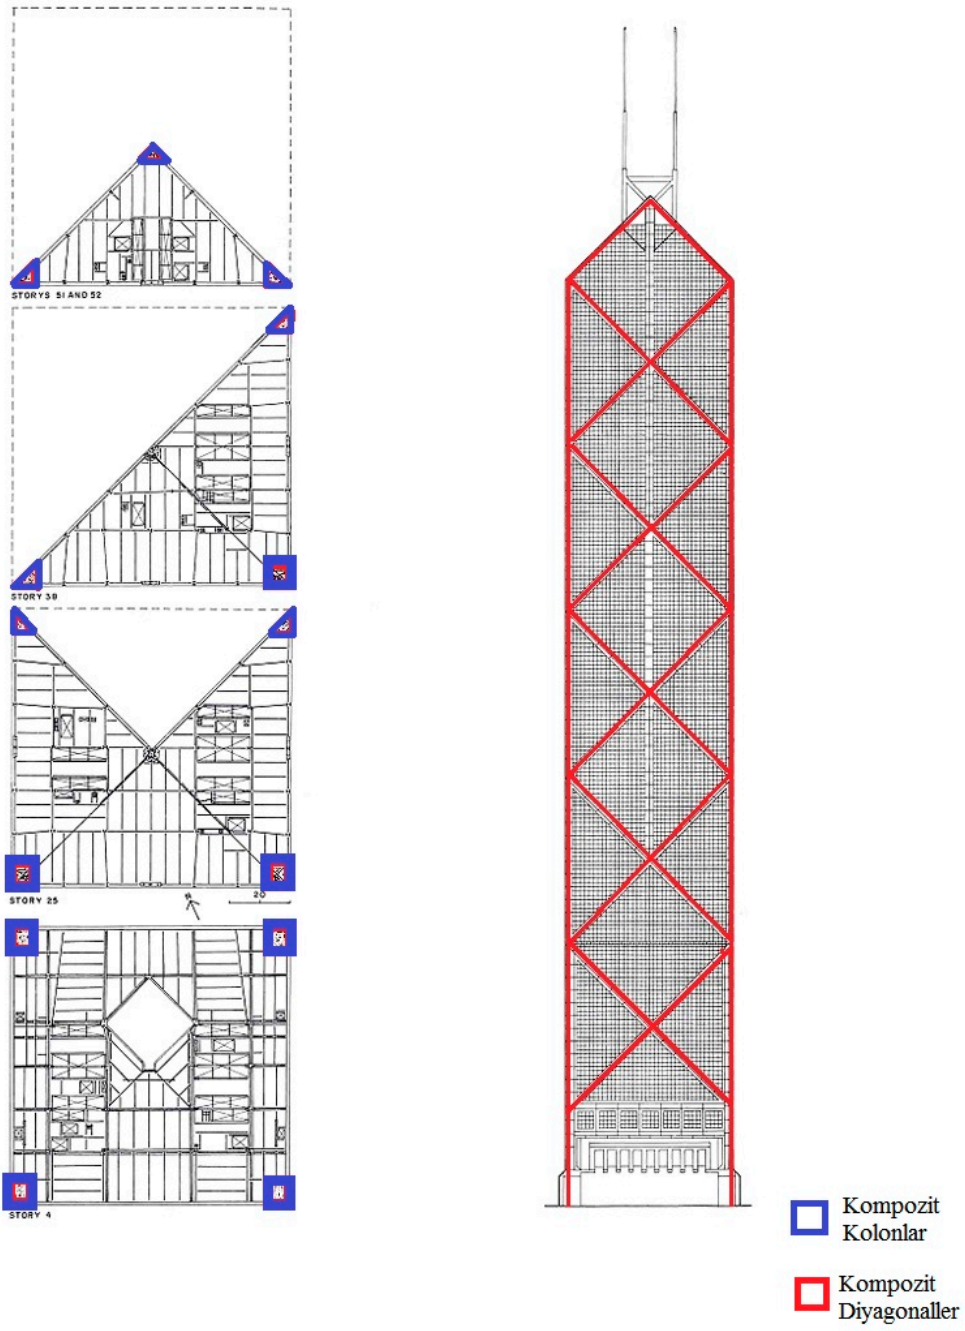 STORYS 51 AND 52
STORY 38
STORY 25
20
STORY 4
Kompozit
Kolonlar
Kompozit
Diyagonaller